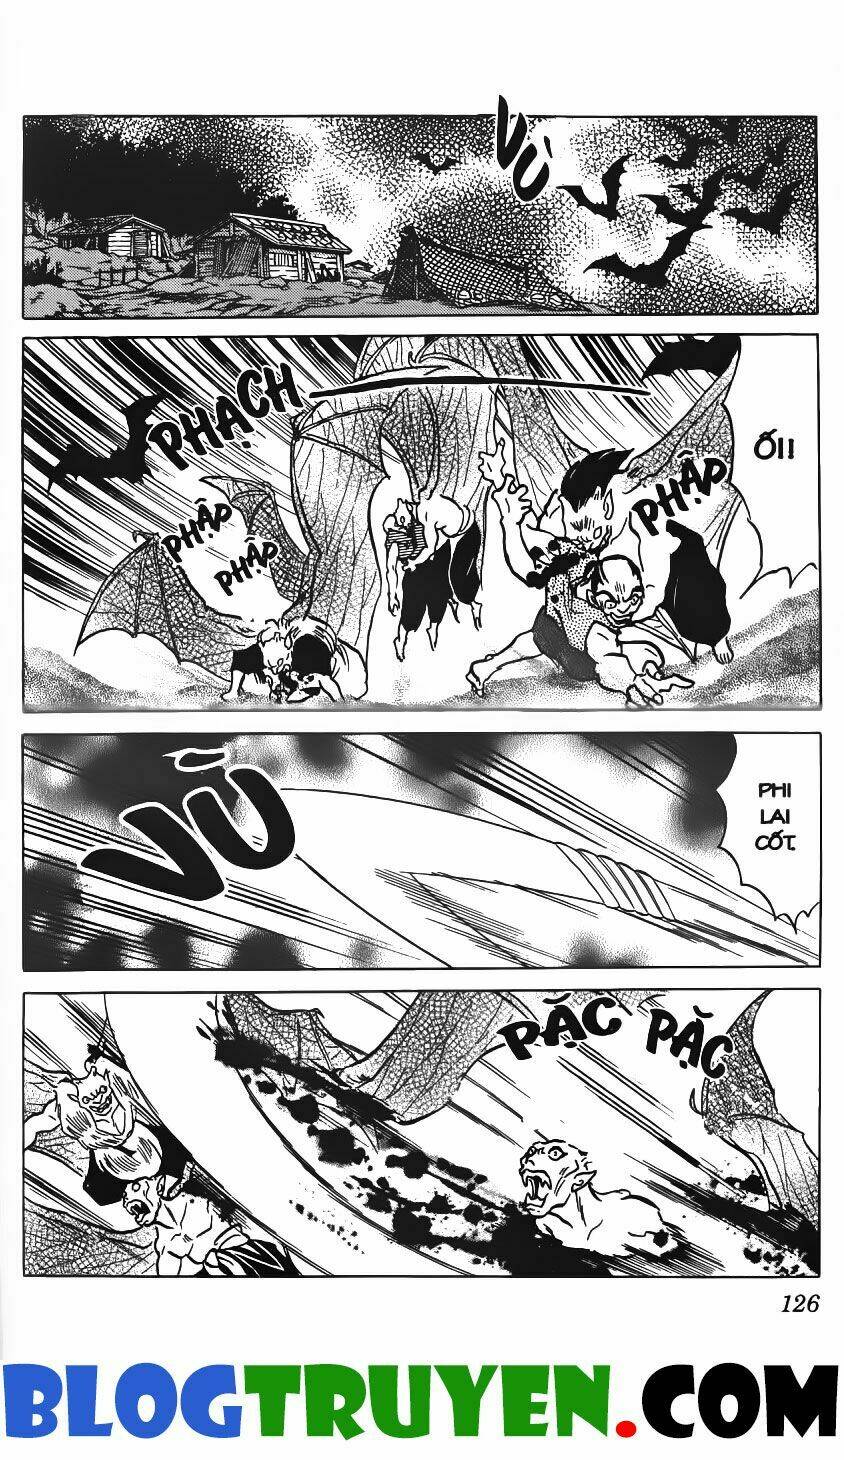 VÙ
PHẠCH
ỐI!
PHẬP
PHẬP
PHẬP
PHI
LAI
CỐT.
VÙ
PẶC PẶC
126
BLOGTRUYEN.COM